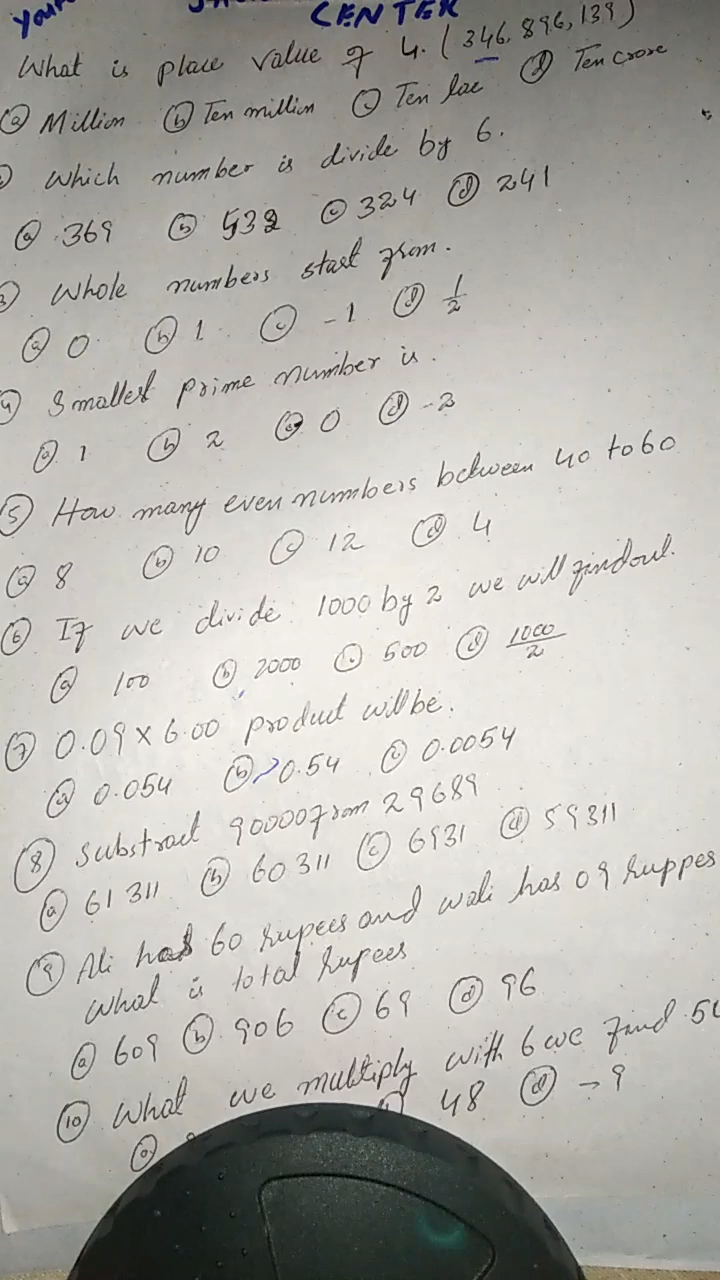 CENTER
What is place value of 4. (346,896,139)
(a) Million (b) Ten million (c) Ten lac (d) Ten crore
which number is divide by 6.
(a) 369 (b) 532 (c) 324 (d) 241
Whole numbers start from.
(a) 0 (b) 1 (c) -1 (d) 1/2
(4) Smallest prime number is.
(a) 1 (b) 2 (c) 0 (d) -2
(5) How many even numbers between 40 to 60
(a) 8 (b) 10 (c) 12 (d) 4
(6) If we divide 1000 by 2 we will findout.
(a) 100 (b) 2000 (c) 500 (d) 1000/2
(7) 0.09 x 6.00 product will be.
(a) 0.054 (b) 0.54 (c) 0.0054
(8) Substract 90000 from 29689
(a) 61311 (b) 60311 (c) 6931 (d) 59311
(9) Ali has 60 rupees and wali has 09 ruppes
What is total rupees
(a) 609 (b) 906 (c) 69 (d) 96
(10) What we multiply with 6 we find
(a) 48 (d) -9